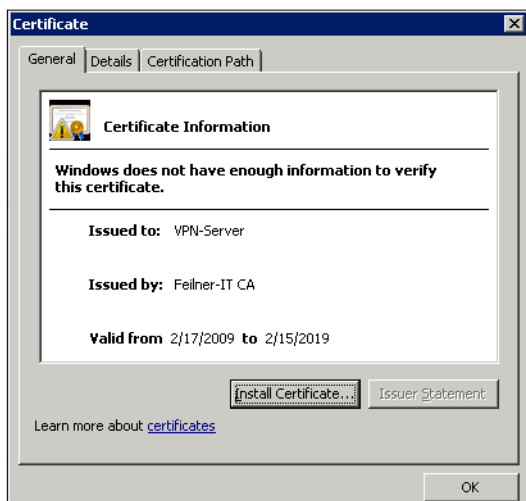 Certificate
General Details Certification Path
Certificate Information
Windows does not have enough information to verify
this certificate.
Issued to: VPN-Server
Issued by: Feilner-IT CA
Valid from 2/17/2009 to 2/15/2019
Install Certificate... Issuer Statement
Learn more about certificates
OK